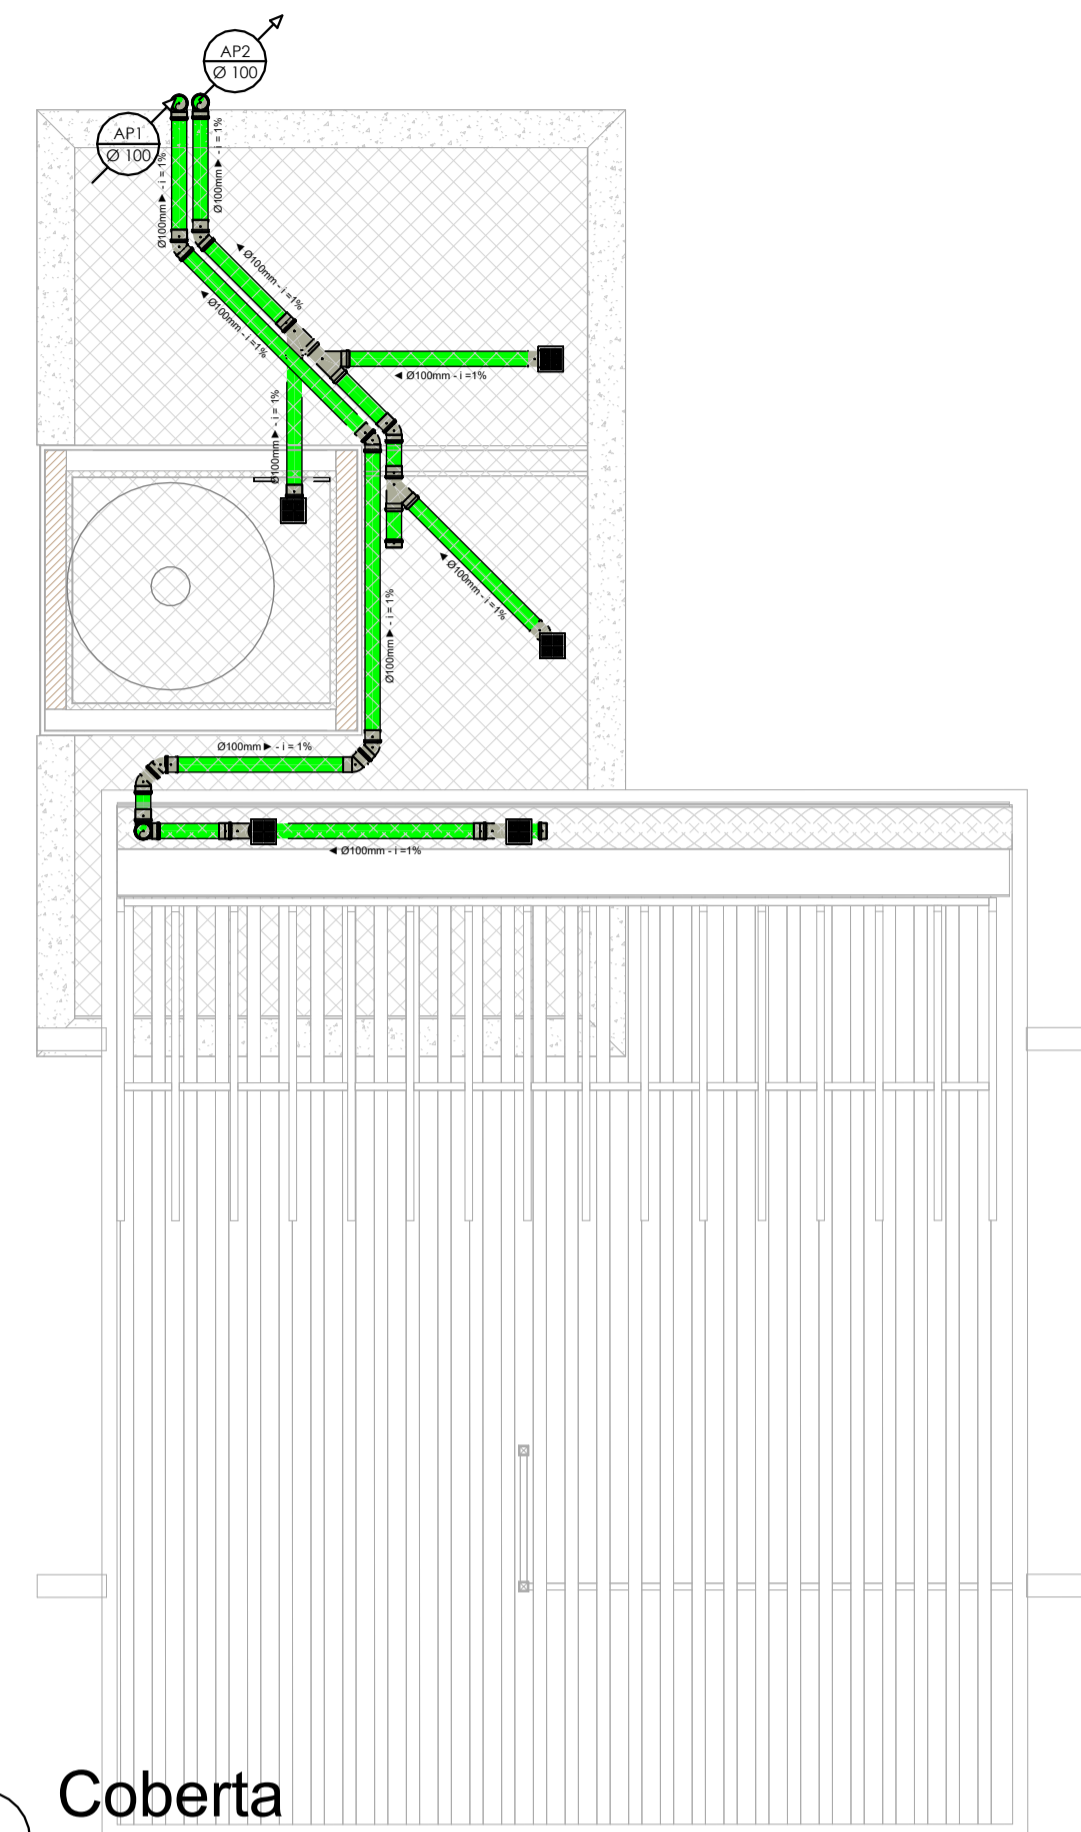 AP2
Ø 100
AP1
Ø 100
Ø100mm► - i = 1%
Ø100mm► - i = 1%
◄ Ø100mm - i =1%
◄ Ø100mm - i =1%
◄ Ø100mm - i =1%
Ø100mm► - i = 1%
◄ Ø100mm - i =1%
Ø100mm► - i = 1%
Ø100mm ► - i = 1%
◄ Ø100mm - i =1%
Coberta